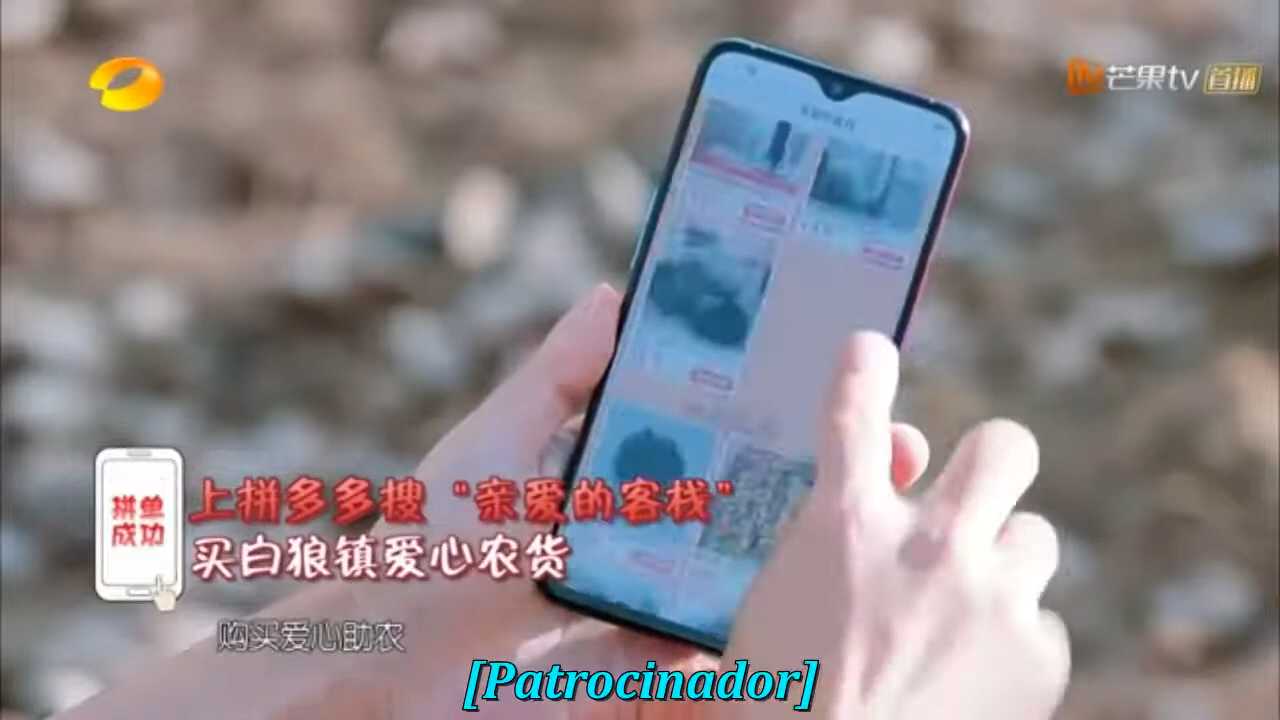 芒果tv 首播
拼单
成功
上拼多多搜 “亲爱的客栈”
买白狼镇爱心农货
购买爱心助农
[Patrocinador]